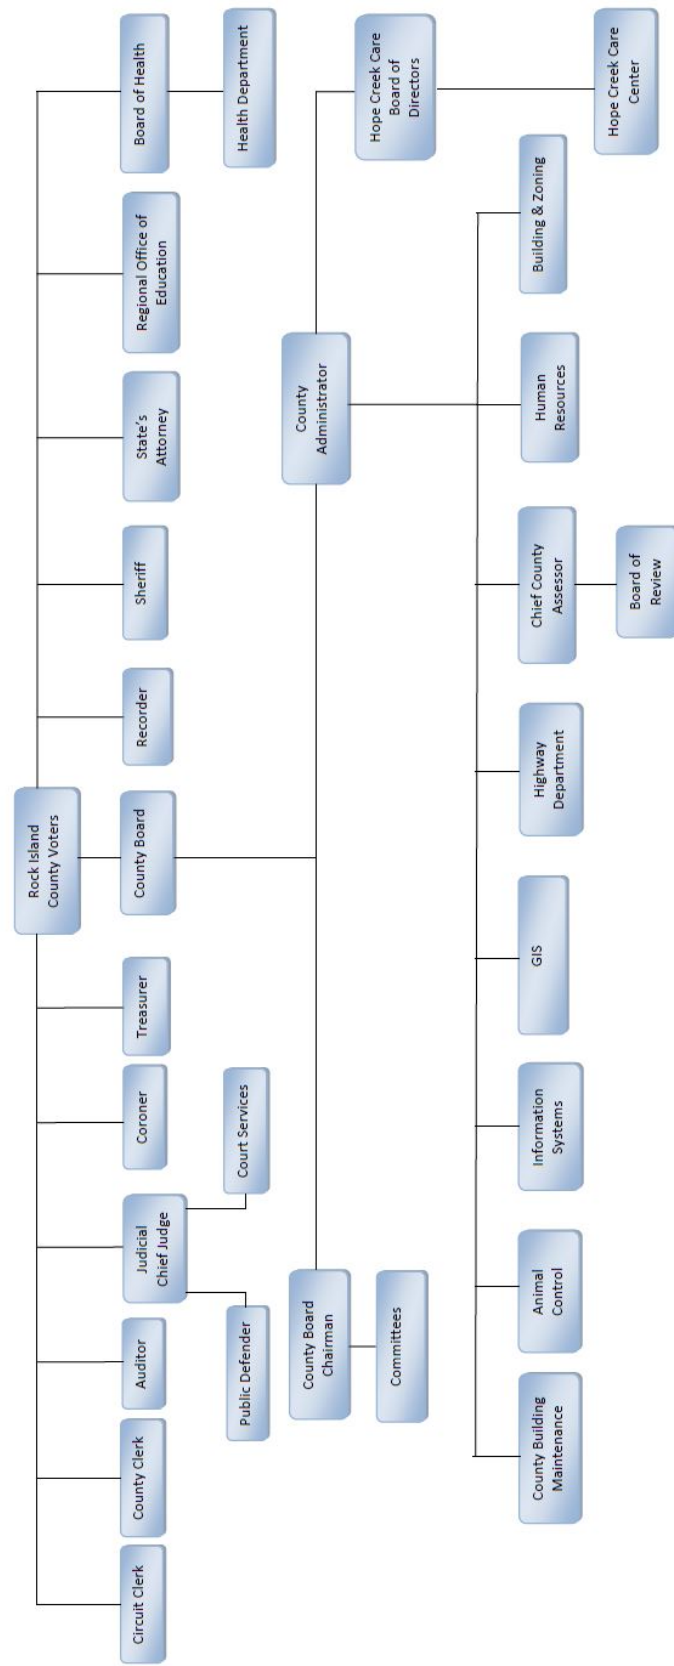 Rock Island
County Voters
Circuit Clerk
County Clerk
Auditor
Judicial
Chief Judge
Coroner
Treasurer
County Board
Recorder
Sheriff
State's
Attorney
Regional Office of
Education
Board of Health
Public Defender
Court Services
Health Department
County Board
Chairman
County
Administrator
Hope Creek Care
Board of
Directors
Committees
County Building
Maintenance
Animal
Control
Information
Systems
GIS
Highway
Department
Chief County
Assessor
Human
Resources
Building & Zoning
Hope Creek Care
Center
Board of
Review